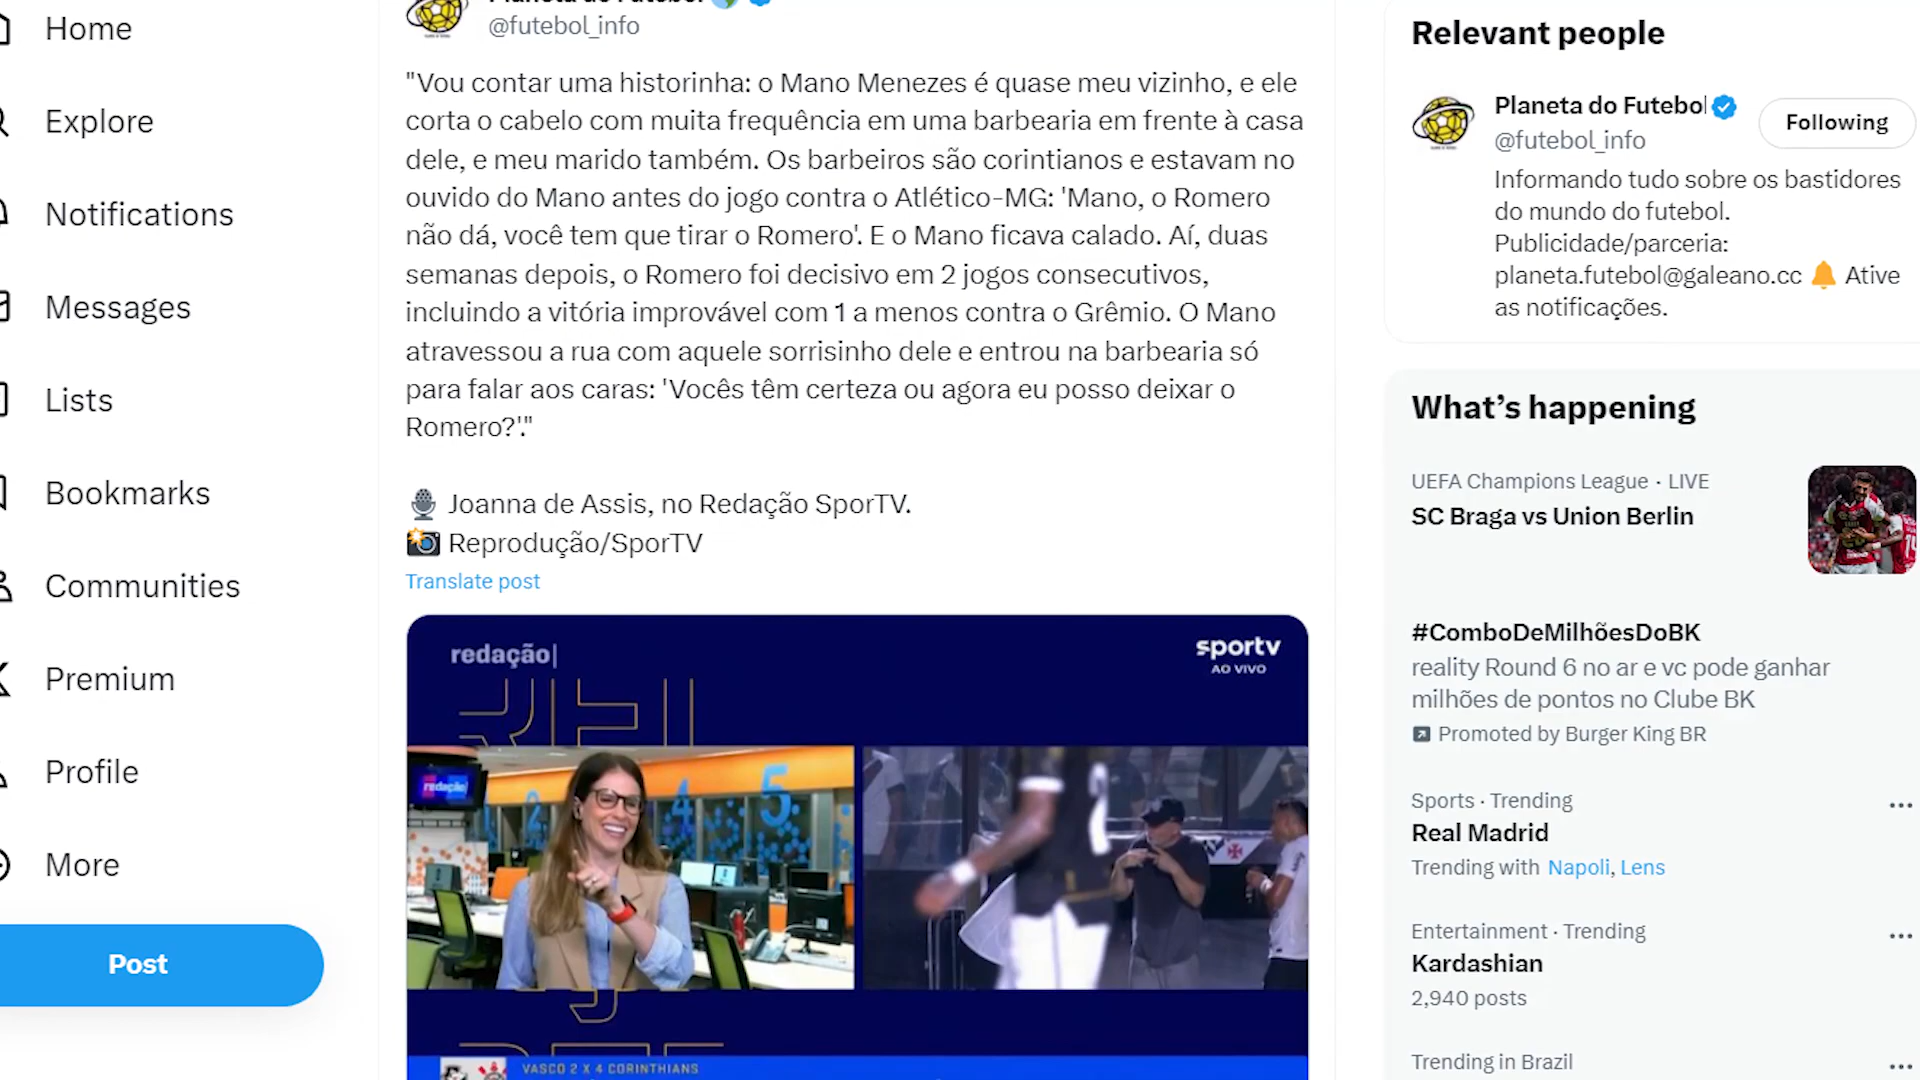 Home
Explore
Notifications
Messages
Lists
Bookmarks
Communities
Premium
Profile
More
Post
Planeta do Futebol
@futebol_info
"Vou contar uma historinha: o Mano Menezes é quase meu vizinho, e ele
corta o cabelo com muita frequência em uma barbearia em frente à casa
dele, e meu marido também. Os barbeiros são corintianos e estavam no
ouvido do Mano antes do jogo contra o Atlético-MG: 'Mano, o Romero
não dá, você tem que tirar o Romero'. E o Mano ficava calado. Aí, duas
semanas depois, o Romero foi decisivo em 2 jogos consecutivos,
incluindo a vitória improvável com 1 a menos contra o Grêmio. O Mano
atravessou a rua com aquele sorrisinho dele e entrou na barbearia só
para falar aos caras: 'Vocês têm certeza ou agora eu posso deixar o
Romero?'."
Joanna de Assis, no Redação SporTV.
Reprodução/SporTV
Translate post
redação|
sportv
AO VIVO
redação|
2 4 5
VASCO 2 X 4 CORINTHIANS
Relevant people
Planeta do Futebol
@futebol_info
Following
Informando tudo sobre os bastidores
do mundo do futebol.
Publicidade/parceria:
planeta.futebol@galeano.cc 🔔 Ative
as notificações.
What's happening
UEFA Champions League · LIVE
SC Braga vs Union Berlin
#ComboDeMilhõesDoBK
reality Round 6 no ar e vc pode ganhar
milhões de pontos no Clube BK
Promoted by Burger King BR
Sports · Trending
Real Madrid
Trending with Napoli, Lens
Entertainment · Trending
Kardashian
2,940 posts
Trending in Brazil